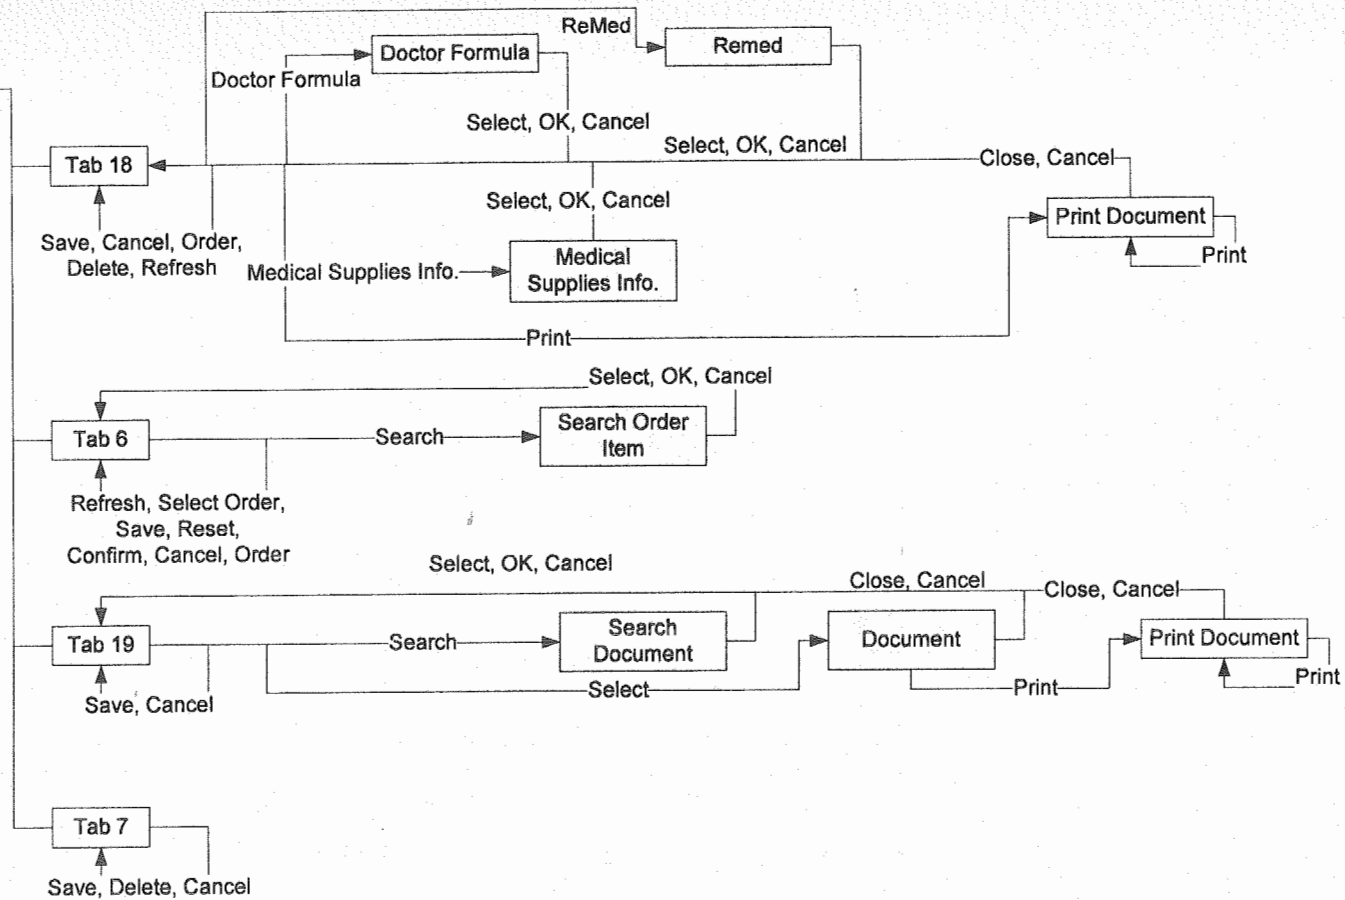 ReMed
Remed
Doctor Formula
Doctor Formula
Select, OK, Cancel
Select, OK, Cancel
Tab 18
Close, Cancel
Select, OK, Cancel
Print Document
Save, Cancel, Order,
Delete, Refresh
Print
Medical Supplies Info.
Medical
Supplies Info.
Print
Select, OK, Cancel
Tab 6
Search
Search Order
Item
Refresh, Select Order,
Save, Reset,
Confirm, Cancel, Order
Select, OK, Cancel
Close, Cancel
Close, Cancel
Tab 19
Search
Search
Document
Document
Print Document
Save, Cancel
Select
Print
Print
Tab 7
Save, Delete, Cancel